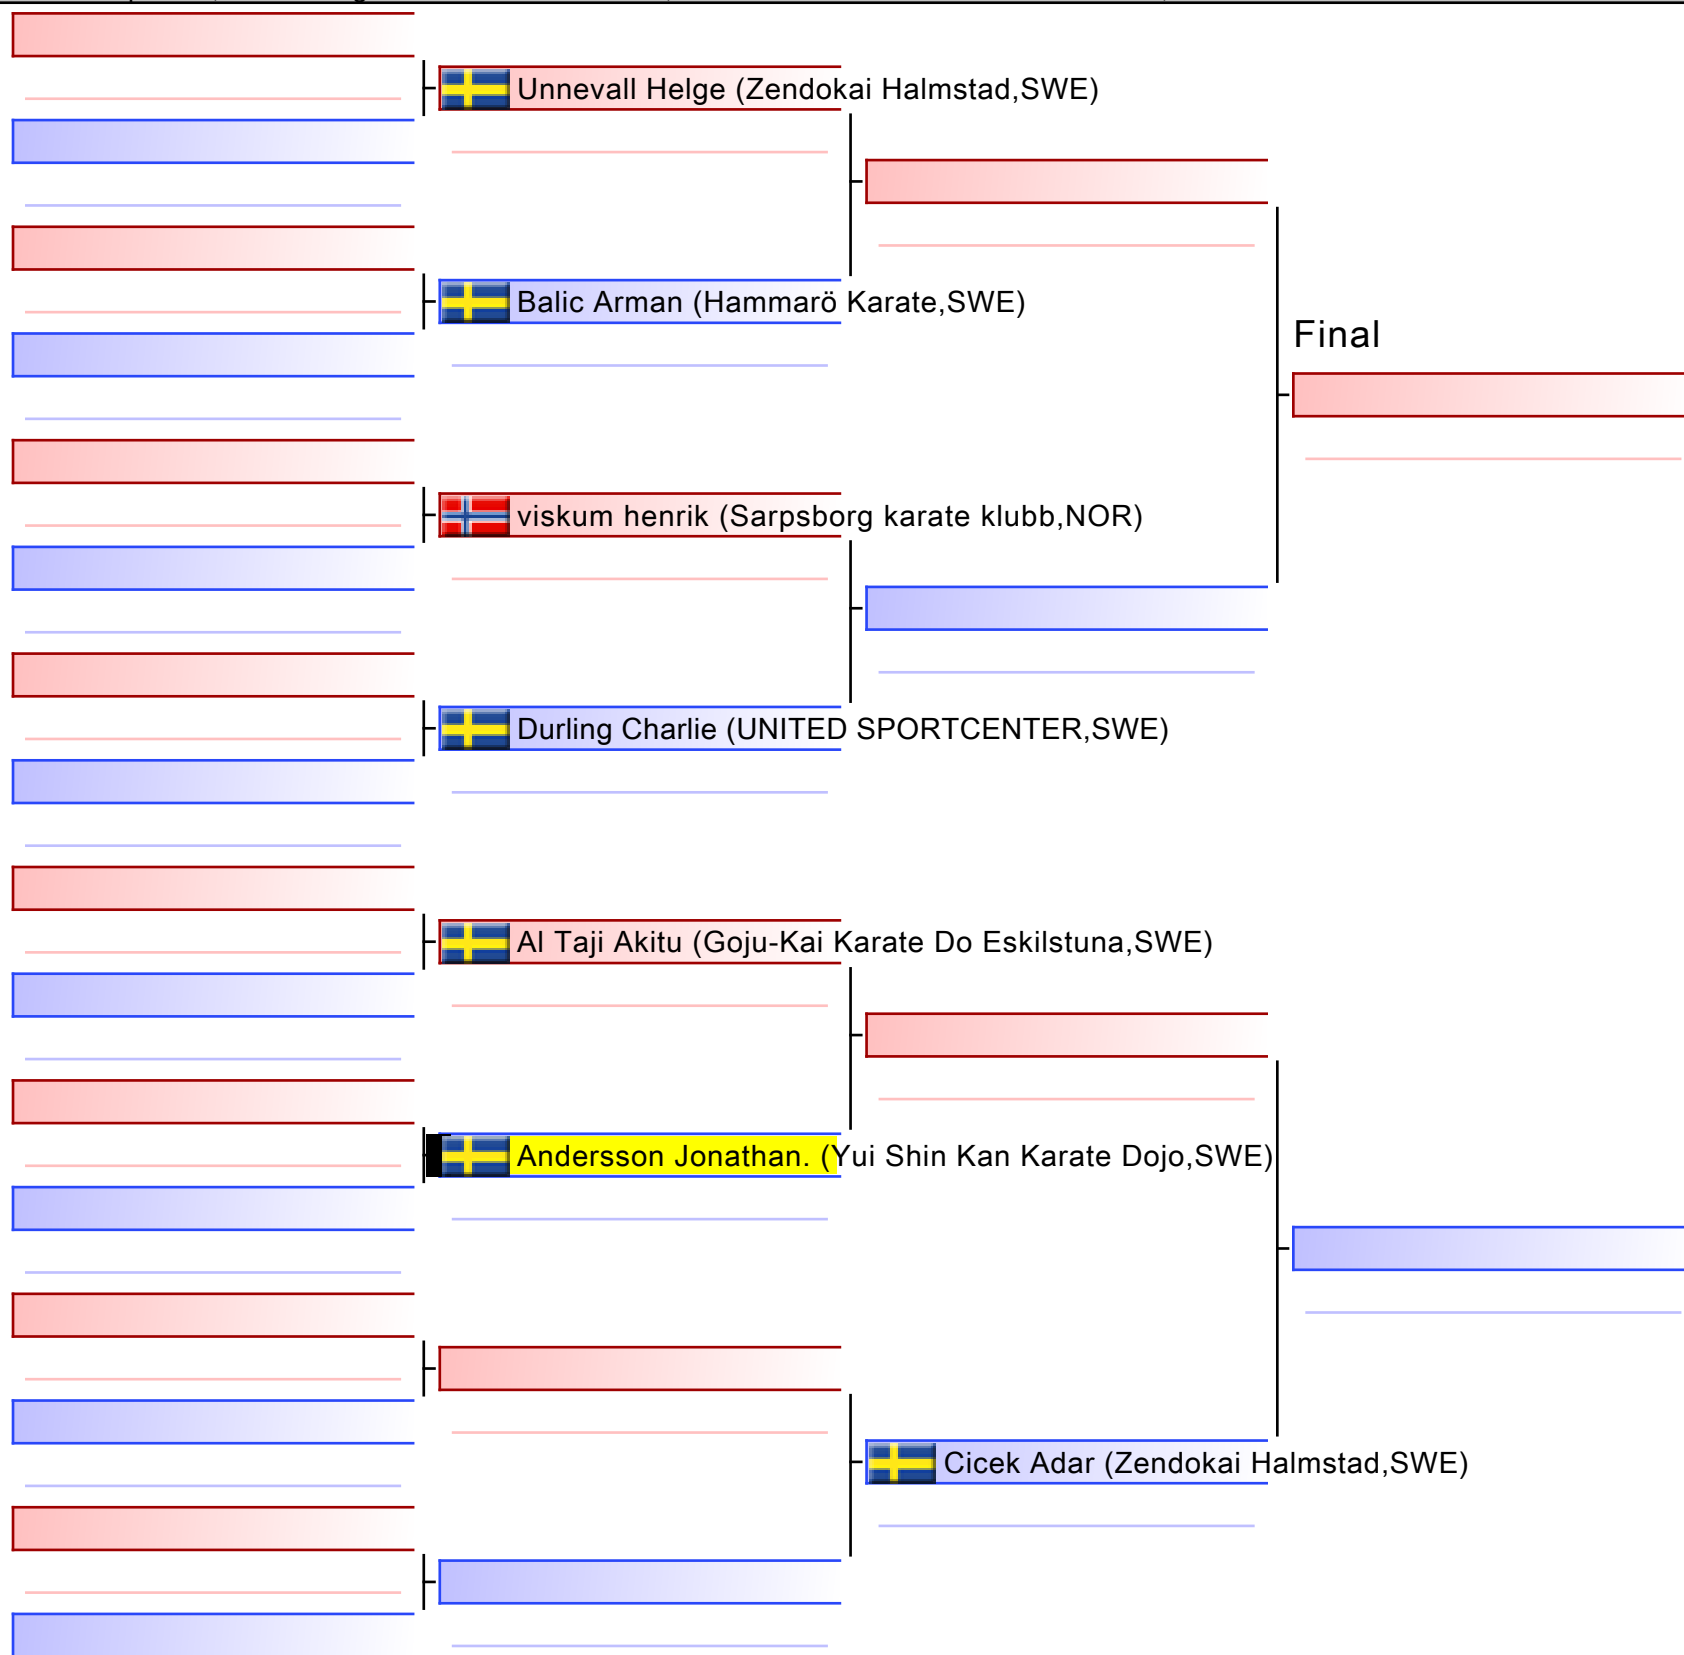 Unnevall Helge (Zendokai Halmstad,SWE)
Balic Arman (Hammarö Karate,SWE)
Final
viskum henrik (Sarpsborg karate klubb,NOR)
Durling Charlie (UNITED SPORTCENTER,SWE)
Al Taji Akitu (Goju-Kai Karate Do Eskilstuna,SWE)
Andersson Jonathan. (Yui Shin Kan Karate Dojo,SWE)
Cicek Adar (Zendokai Halmstad,SWE)